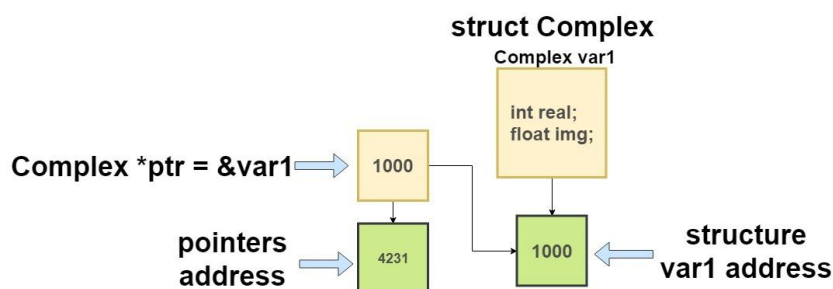 struct Complex
Complex var1
int real;
float img;
Complex *ptr = &var1
1000
pointers
address
4231
1000
structure
var1 address